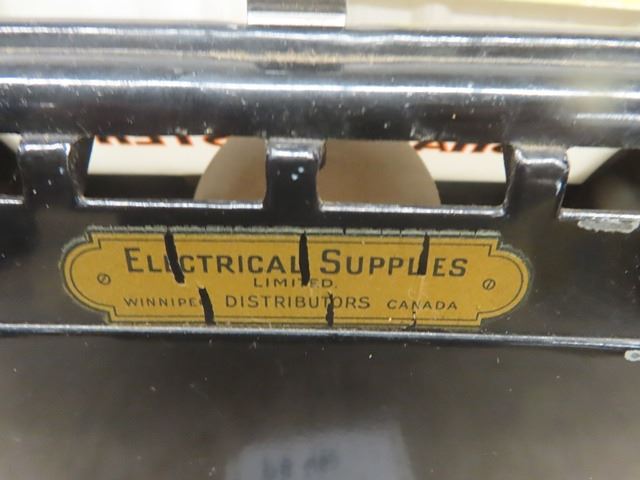 ELECTRICAL SUPPLIES
LIMITED.
WINNIPEG DISTRIBUTORS CANADA